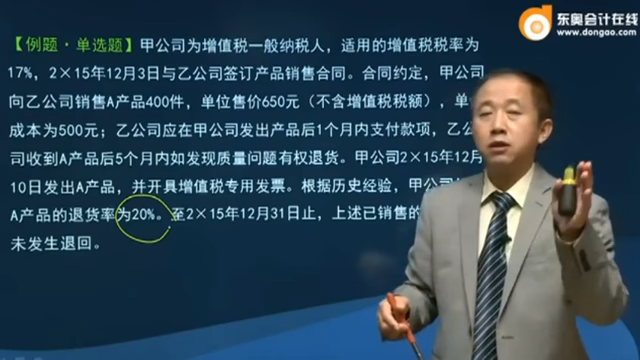 东奥会计在线
www.dongao.com
【例题·单选题】甲公司为增值税一般纳税人，适用的增值税税率为
17%，2×15年12月3日与乙公司签订产品销售合同。合同约定，甲公司
向乙公司销售A产品400件，单位售价650元（不含增值税税额），单
成本为500元；乙公司应在甲公司发出产品后1个月内支付款项，乙公
司收到A产品后5个月内如发现质量问题有权退货。甲公司2×15年12月
10日发出A产品，并开具增值税专用发票。根据历史经验，甲公司
A产品的退货率为20%。至2×15年12月31日止，上述已销售的
未发生退回。